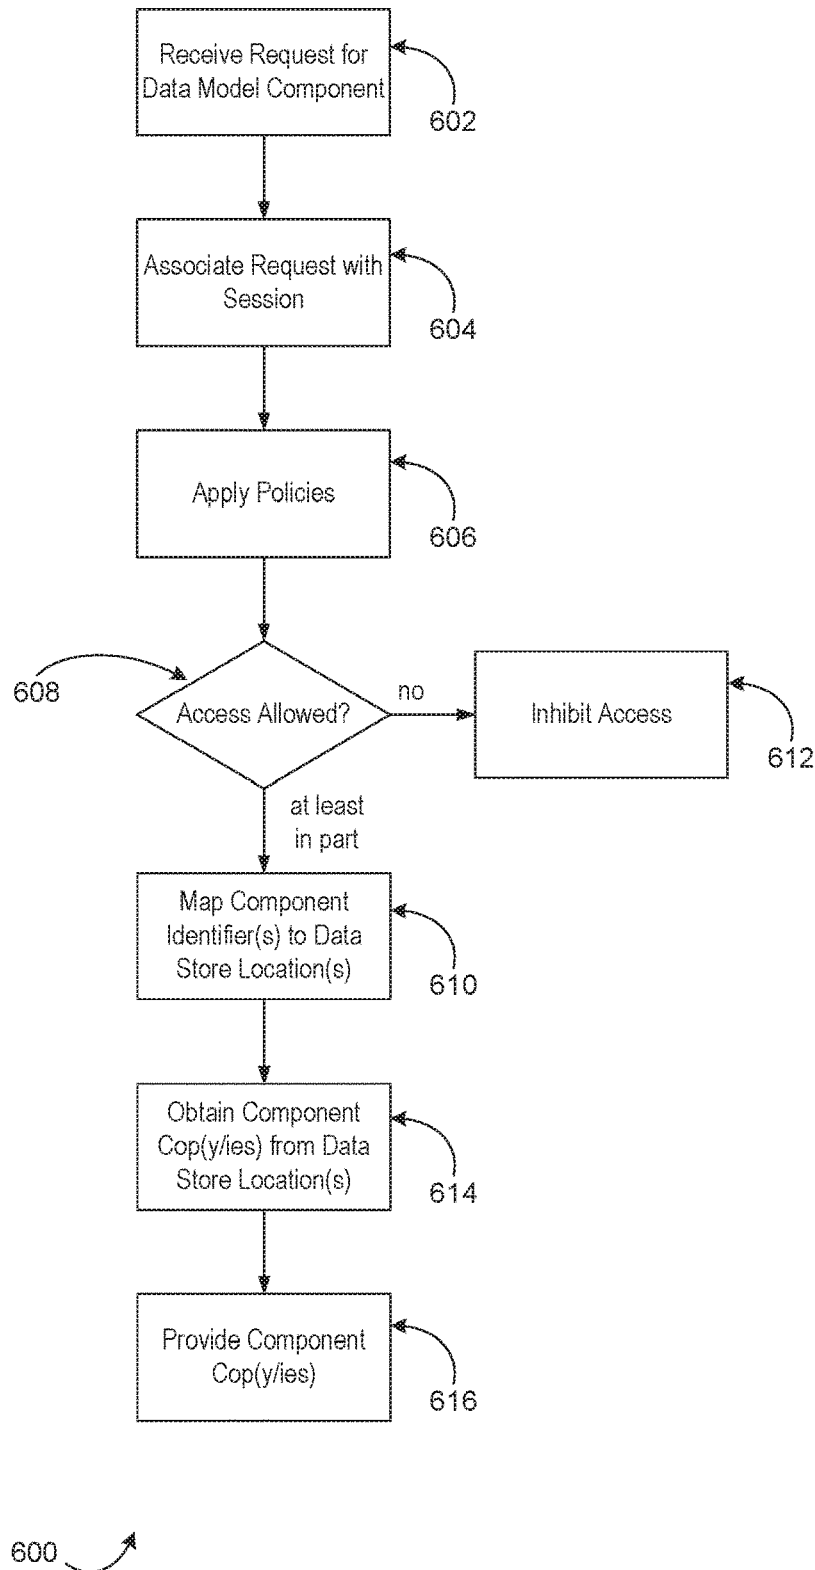 Receive Request for
Data Model Component
602
Associate Request with
Session
604
Apply Policies
606
608
Access Allowed?
no
Inhibit Access
612
at least
in part
Map Component
Identifier(s) to Data
Store Location(s)
610
Obtain Component
Cop(y/ies) from Data
Store Location(s)
614
Provide Component
Cop(y/ies)
616
600